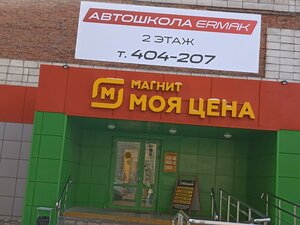 АВТОШКОЛА ERMAK
2 ЭТАЖ
т. 404-207
М
МАГНИТ
МОЯ ЦЕНА